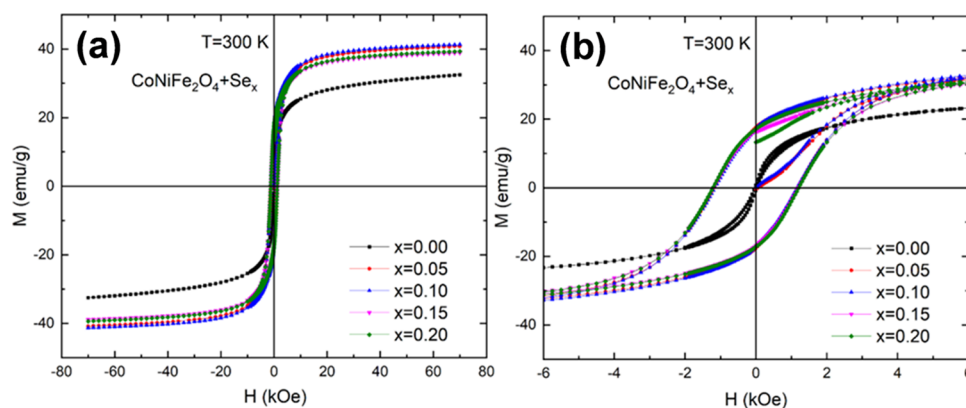 (a)
T=300 K
CoNiFe₂O₄+Seₓ
M (emu/g)
40
20
0
-20
-40
x=0.00
x=0.05
x=0.10
x=0.15
x=0.20
-80 -60 -40 -20 0 20 40 60 80
H (kOe)
(b)
T=300 K
CoNiFe₂O₄+Seₓ
M (emu/g)
40
20
0
-20
-40
x=0.00
x=0.05
x=0.10
x=0.15
x=0.20
-6 -4 -2 0 2 4 6
H (kOe)